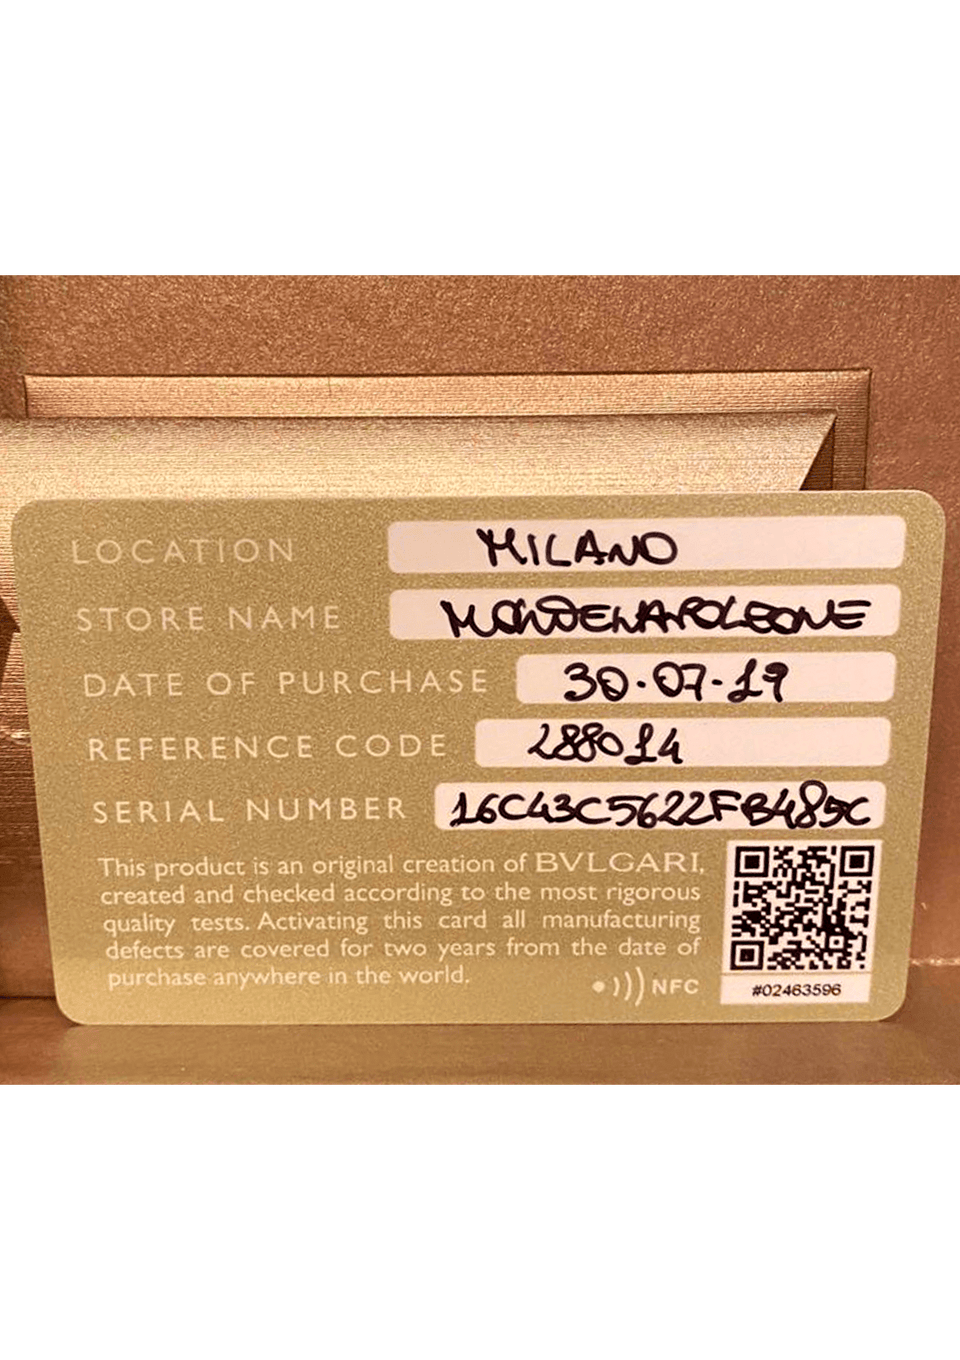 LOCATION MILANO
STORE NAME MONTENAPOLEONE
DATE OF PURCHASE 30·07·19
REFERENCE CODE 288014
SERIAL NUMBER 16C43C5622FB485C
This product is an original creation of BVLGARI,
created and checked according to the most rigorous
quality tests. Activating this card all manufacturing
defects are covered for two years from the date of
purchase anywhere in the world.
NFC
#02463596